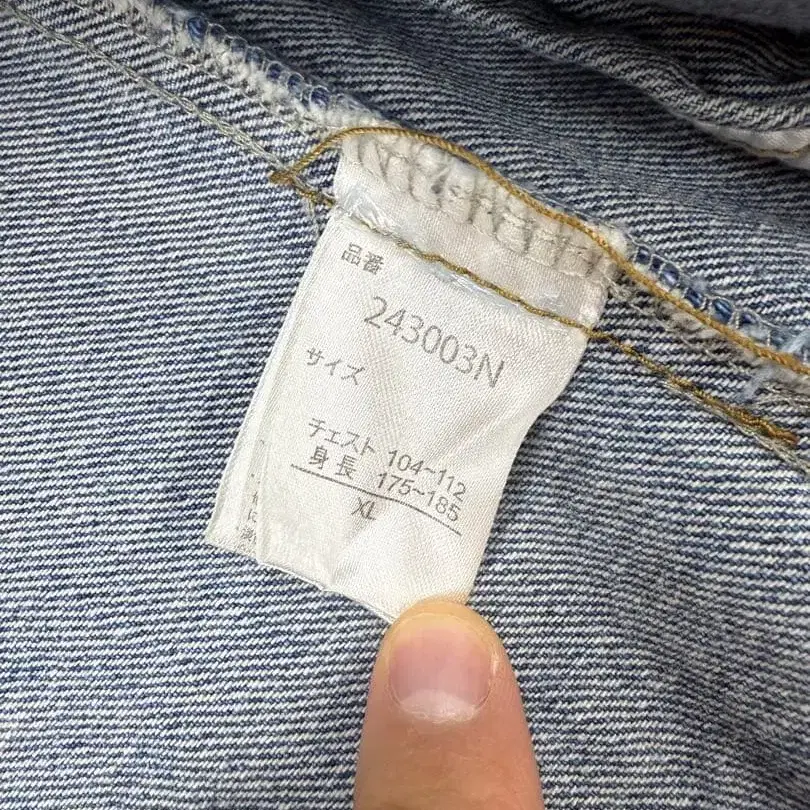 品番
243003N
サイズ
チェスト 104~112
身長 175~185
XL